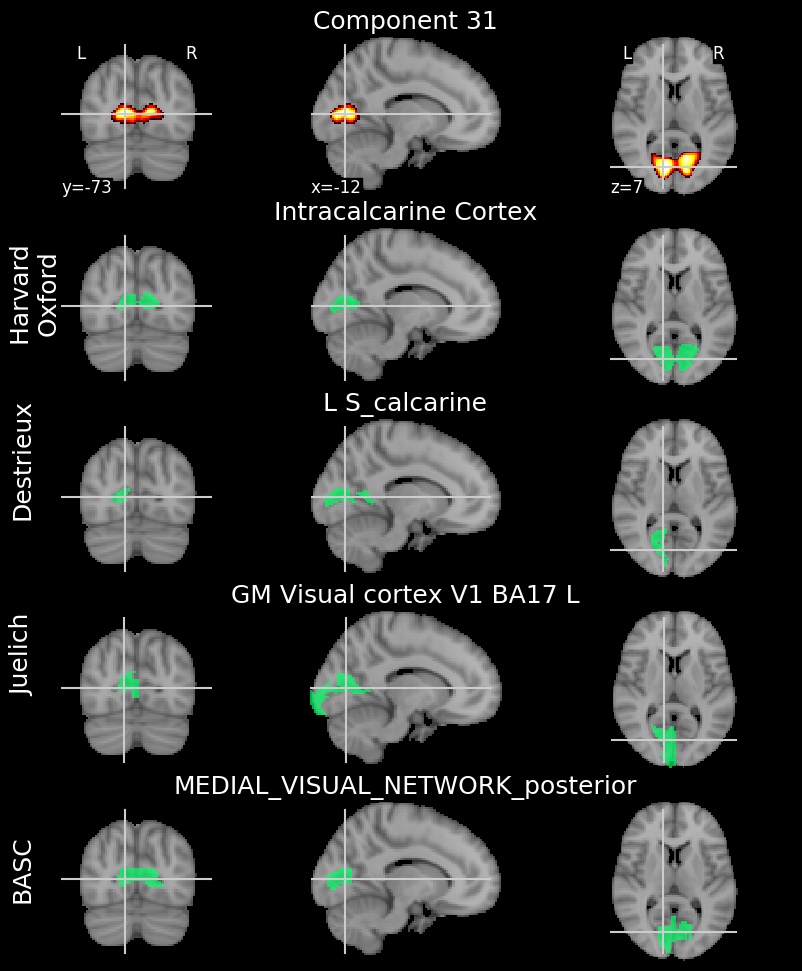 Component 31
L R
L R
y=-73
x=-12
z=7
Intracalcarine Cortex
Harvard
Oxford
L S_calcarine
Destrieux
GM Visual cortex V1 BA17 L
Juelich
MEDIAL_VISUAL_NETWORK_posterior
BASC